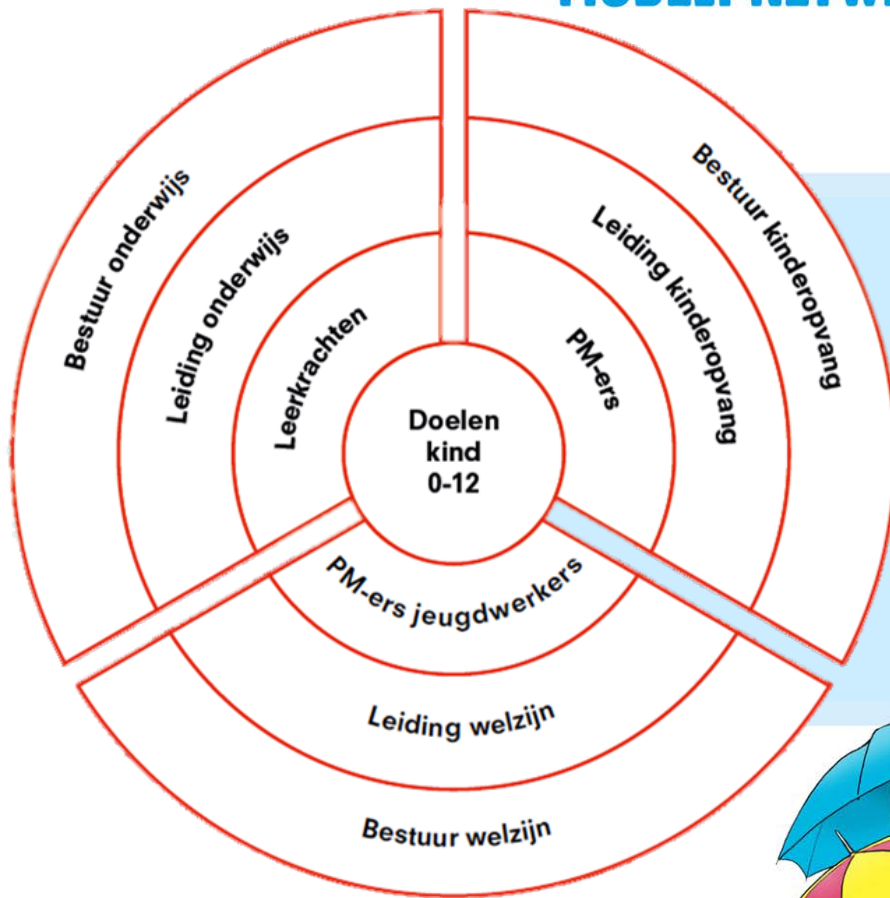 Bestuur onderwijs
Leiding onderwijs
Leerkrachten
Bestuur kinderopvang
Leiding kinderopvang
PM-ers
Doelen
kind
0-12
PM-ers jeugdwerkers
Leiding welzijn
Bestuur welzijn